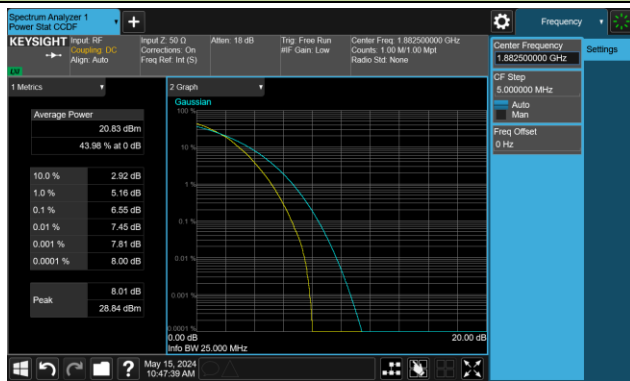 Spectrum Analyzer 1
Power Stat CCDF
Frequency
KEYSIGHT
Input: RF
Coupling: DC
Align: Auto
Input Z: 50 Ω
Corrections: On
Freq Ref: Int (S)
Atten: 18 dB
Trig: Free Run
#IF Gain: Low
Center Freq: 1.882500000 GHz
Counts: 1.00 M/1.00 Mpt
Radio Std: None
LXI
Center Frequency
1.882500000 GHz
Settings
CF Step
5.000000 MHz
Auto
Man
Freq Offset
0 Hz
1 Metrics
Average Power
20.83 dBm
43.98 % at 0 dB
10.0 % 2.92 dB
1.0 % 5.16 dB
0.1 % 6.55 dB
0.01 % 7.45 dB
0.001 % 7.81 dB
0.0001 % 8.00 dB
Peak
8.01 dB
28.84 dBm
2 Graph
Gaussian
100 %
10 %
1 %
0.1 %
0.01 %
0.001 %
0.0001 %
0.00 dB
20.00 dB
Info BW 25.000 MHz
?
May 15, 2024
10:47:39 AM